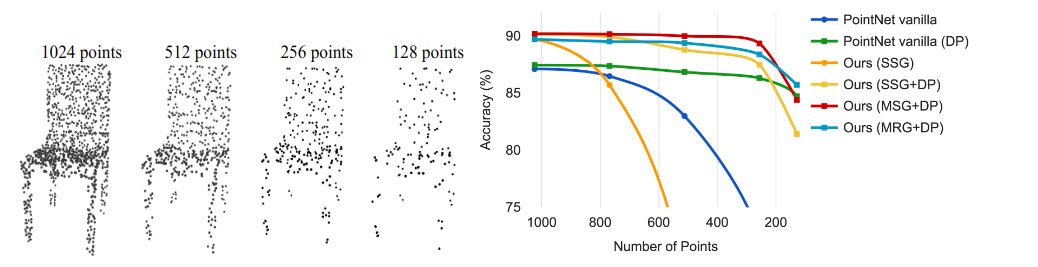 1024 points
512 points
256 points
128 points
90
85
80
75
Accuracy (%)
1000
800
600
400
200
Number of Points
PointNet vanilla
PointNet vanilla (DP)
Ours (SSG)
Ours (SSG+DP)
Ours (MSG+DP)
Ours (MRG+DP)